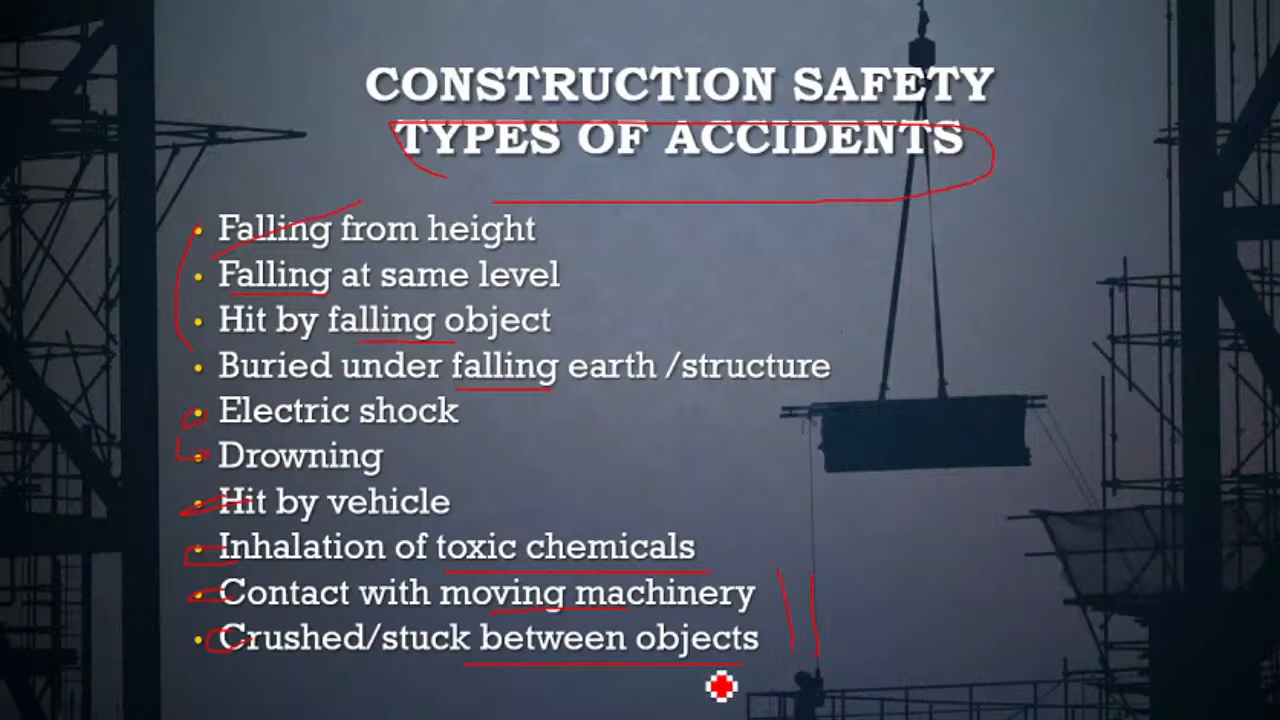 CONSTRUCTION SAFETY
TYPES OF ACCIDENTS
• Falling from height
• Falling at same level
• Hit by falling object
• Buried under falling earth /structure
• Electric shock
• Drowning
• Hit by vehicle
• Inhalation of toxic chemicals
• Contact with moving machinery
• Crushed/stuck between objects